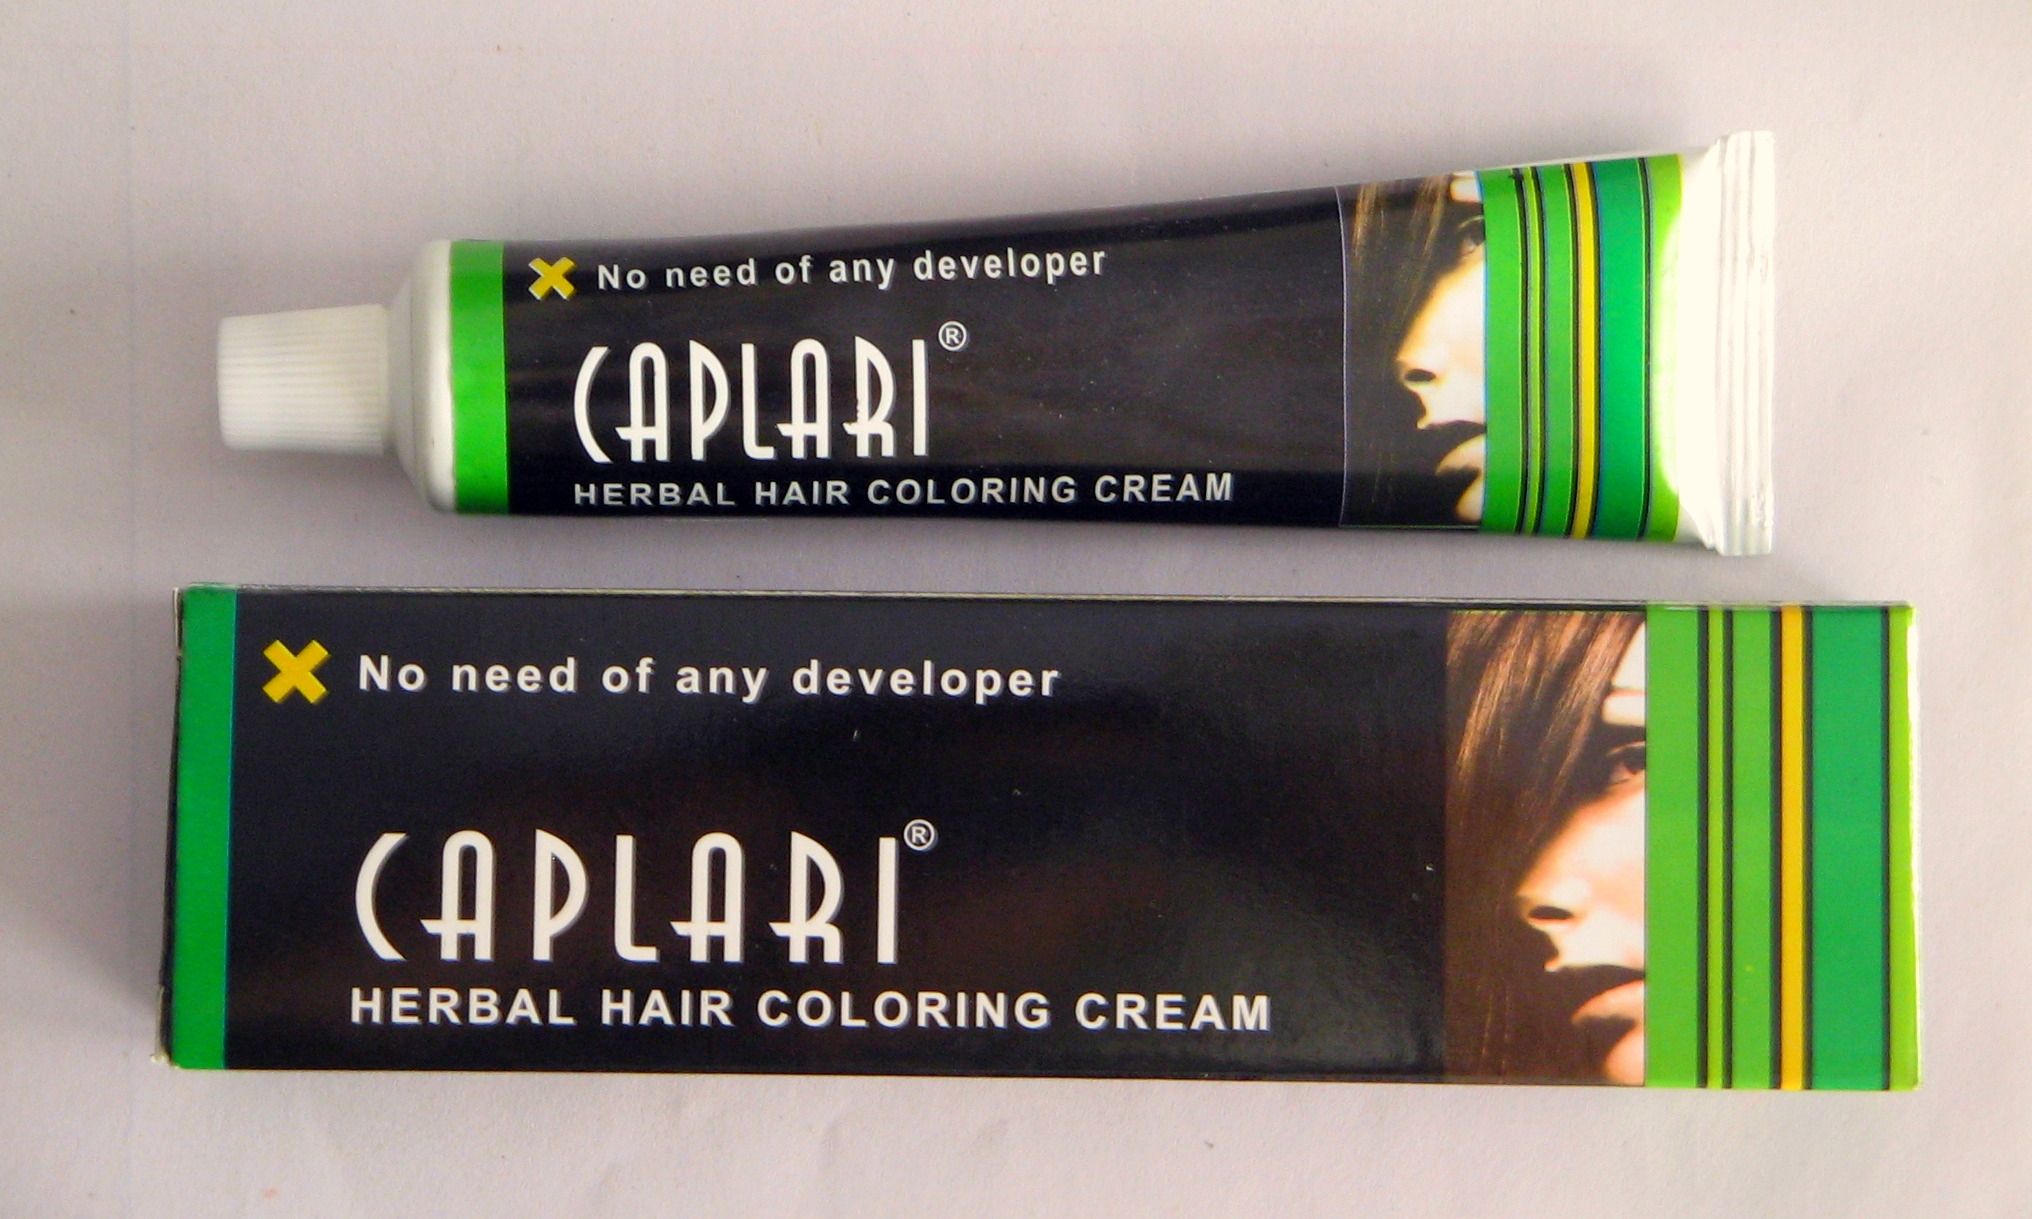 No need of any developer
CAPLARI®
HERBAL HAIR COLORING CREAM
No need of any developer
CAPLARI®
HERBAL HAIR COLORING CREAM